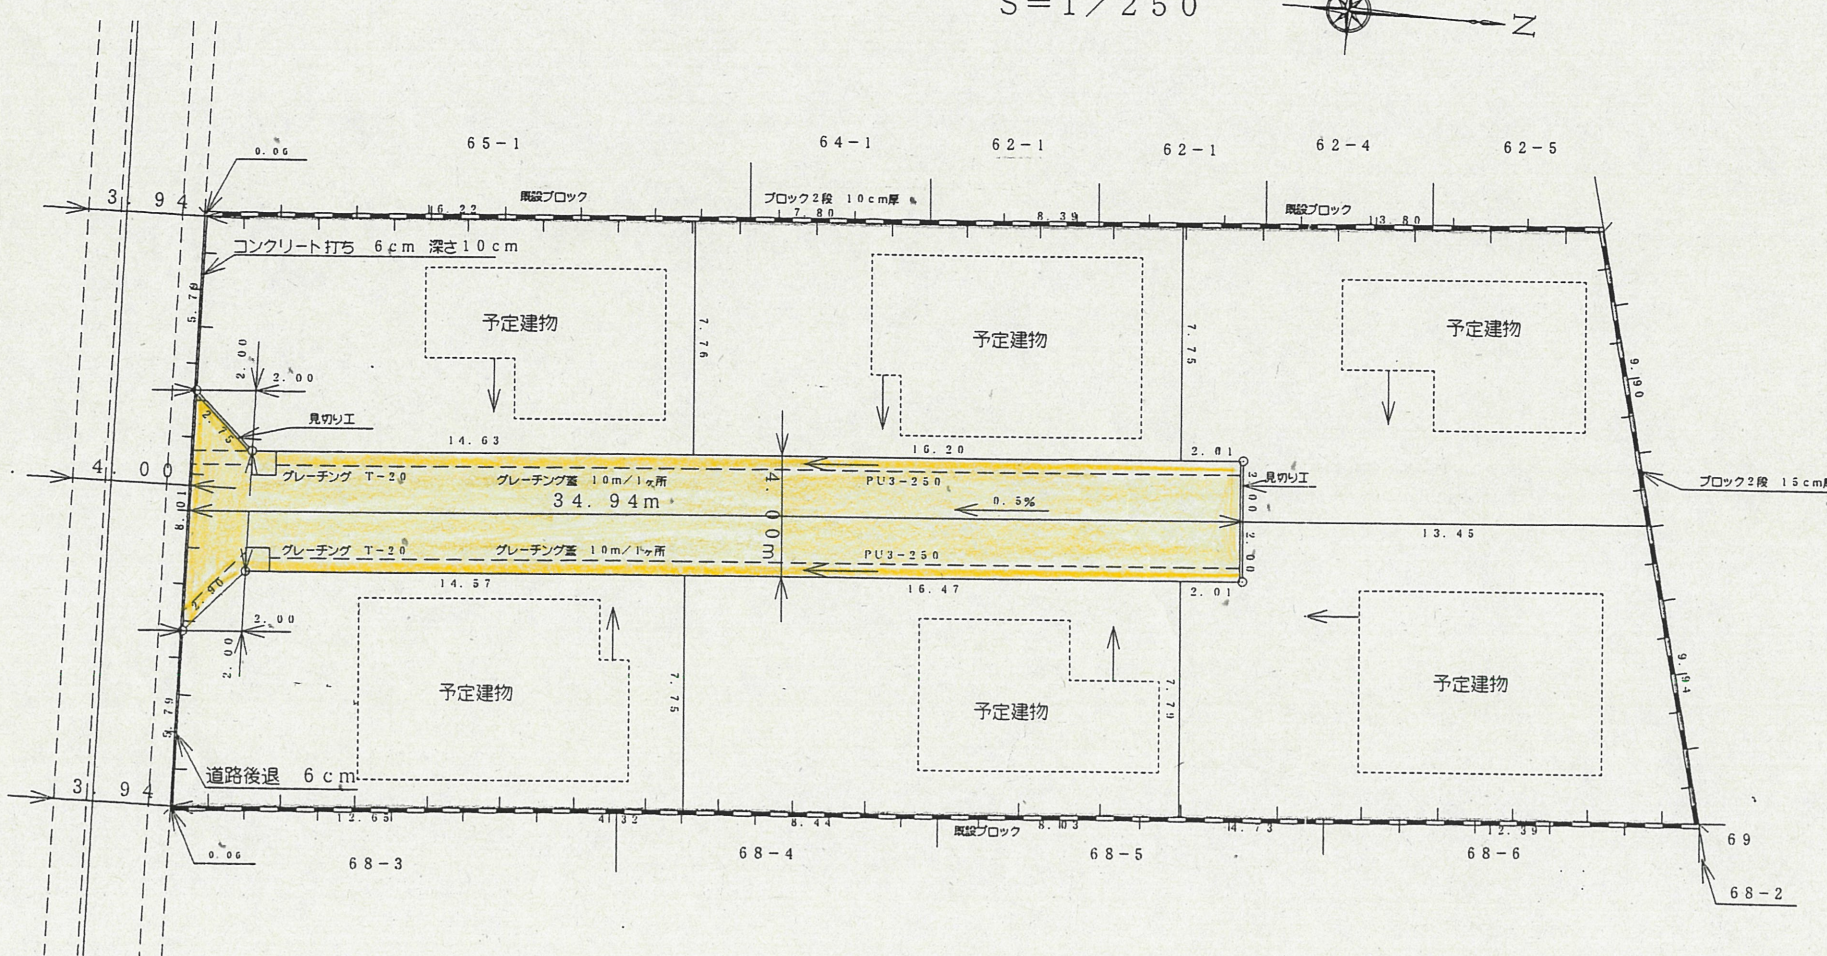 S=1/250
N
65-1
64-1
62-1
62-1
62-4
62-5
0.06
3.94
16.22
既設ブロック
ブロック2段 10cm厚
7.80
8.39
既設ブロック
13.80
コンクリート打ち 6cm 深さ10cm
5.79
予定建物
7.76
予定建物
7.75
予定建物
9.90
2.00
2.00
2.75
見切り工
14.63
16.20
2.01
4.00
グレーチング T-20
グレーチング蓋 10m/1ヶ所
PU3-250
2.00
見切り工
ブロック2段 15cm厚
8.01
34.94m
4.00m
0.5%
13.45
グレーチング T-20
グレーチング蓋 10m/1ヶ所
PU3-250
2.00
2.90
14.57
16.47
2.01
2.00
2.00
予定建物
7.75
予定建物
7.79
予定建物
9.94
5.79
道路後退 6cm
3.94
12.65
4.32
8.44
既設ブロック
8.03
4.73
12.39
69
0.06
68-3
68-4
68-5
68-6
68-2